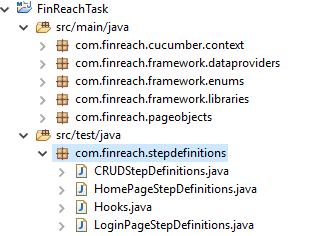 FinReachTask
src/main/java
com.finreach.cucumber.context
com.finreach.framework.dataproviders
com.finreach.framework.enums
com.finreach.framework.libraries
com.finreach.pageobjects
src/test/java
com.finreach.stepdefinitions
CRUDStepDefinitions.java
HomePageStepDefinitions.java
Hooks.java
LoginPageStepDefinitions.java